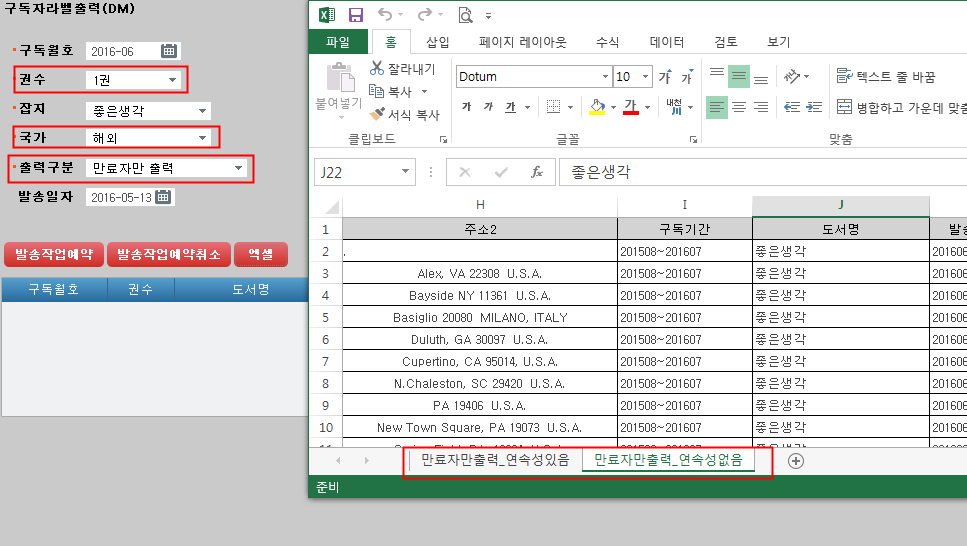 구독자라벨출력(DM)
구독월호 2016-06
권수 1권
잡지 좋은생각
국가 해외
출력구분 만료자만 출력
발송일자 2016-05-13
발송작업예약 발송작업예약취소 엑셀
구독월호 권수 도서명
파일 홈 삽입 페이지 레이아웃 수식 데이터 검토 보기
붙여넣기
잘라내기
복사
서식 복사
클립보드
Dotum 10
가 가
가 가 가 가 내천
글꼴
텍스트 줄 바꿈
병합하고 가운데 맞춤
맞춤
J22 fx 좋은생각
H I J
1 주소2 구독기간 도서명
2 . 201508~201607 좋은생각 201606
3 Alex, VA 22308 U.S.A. 201508~201607 좋은생각 201606
4 Bayside NY 11361 U.S.A. 201508~201607 좋은생각 201606
5 Basiglio 20080 MILANO, ITALY 201508~201607 좋은생각 201606
6 Duluth, GA 30097 U.S.A. 201508~201607 좋은생각 201606
7 Cupertino, CA 95014, U.S.A. 201508~201607 좋은생각 201606
8 N.Chaleston, SC 29420 U.S.A. 201508~201607 좋은생각 201606
9 PA 19406 U.S.A. 201508~201607 좋은생각 201606
10 New Town Square, PA 19073 U.S.A. 201508~201607 좋은생각 201606
만료자만출력_연속성있음 만료자만출력_연속성없음
준비